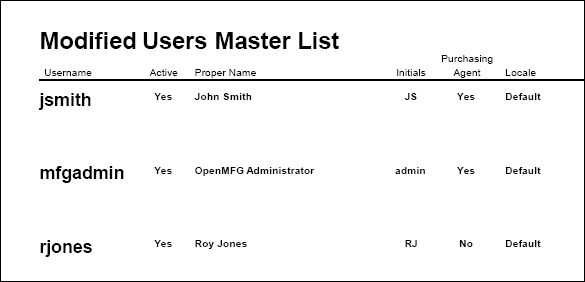 Modified Users Master List
Purchasing
Username Active Proper Name Initials Agent Locale
jsmith Yes John Smith JS Yes Default
mfgadmin Yes OpenMFG Administrator admin Yes Default
rjones Yes Roy Jones RJ No Default